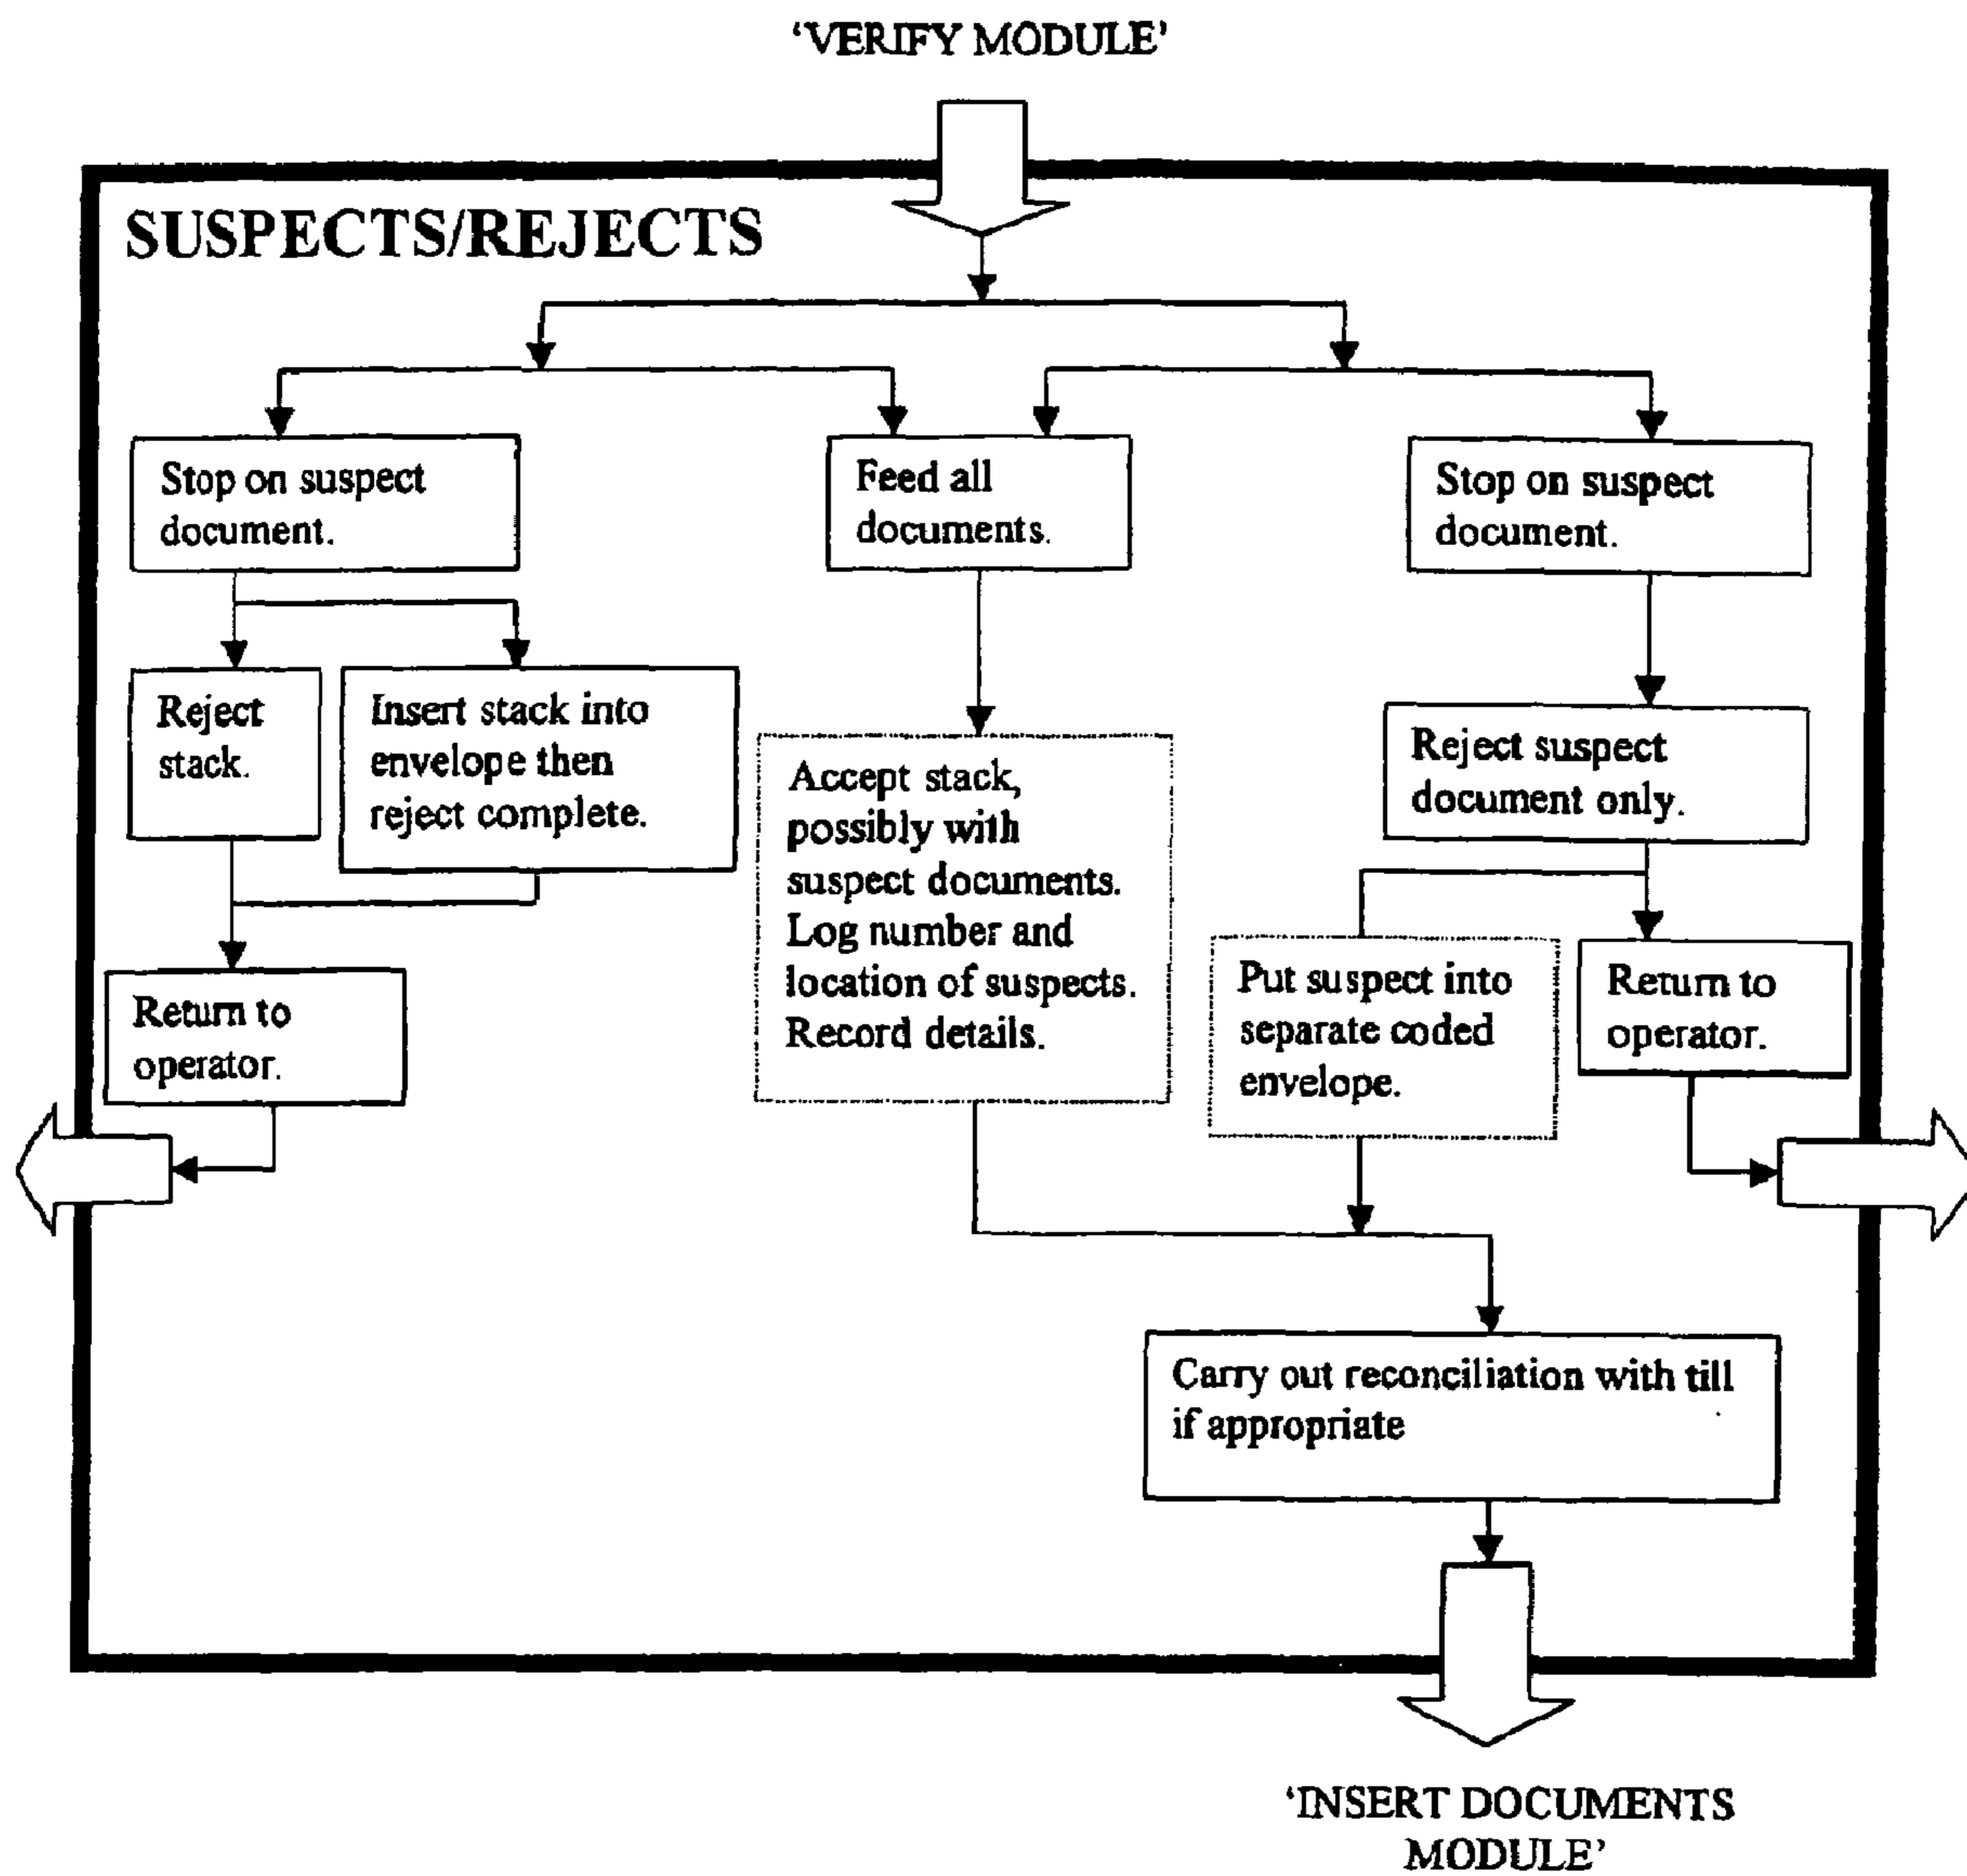 ‘VERIFY MODULE’
SUSPECTS/REJECTS
Stop on suspect
document.
Feed all
documents.
Stop on suspect
document.
Reject
stack.
Insert stack into
envelope then
reject complete.
Accept stack,
possibly with
suspect documents.
Log number and
location of suspects.
Record details.
Reject suspect
document only.
Return to
operator.
Put suspect into
separate coded
envelope.
Return to
operator.
Carry out reconciliation with till
if appropriate
‘INSERT DOCUMENTS
MODULE’